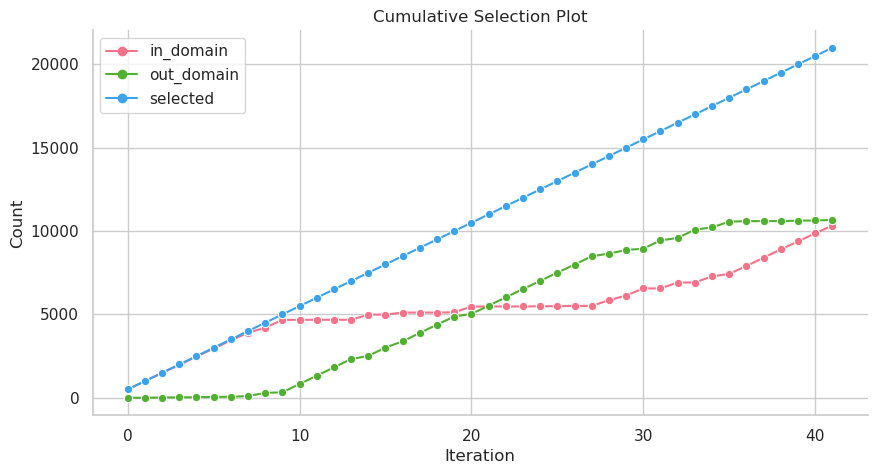 Cumulative Selection Plot
in_domain
out_domain
selected
Count
20000
15000
10000
5000
0
0 10 20 30 40
Iteration